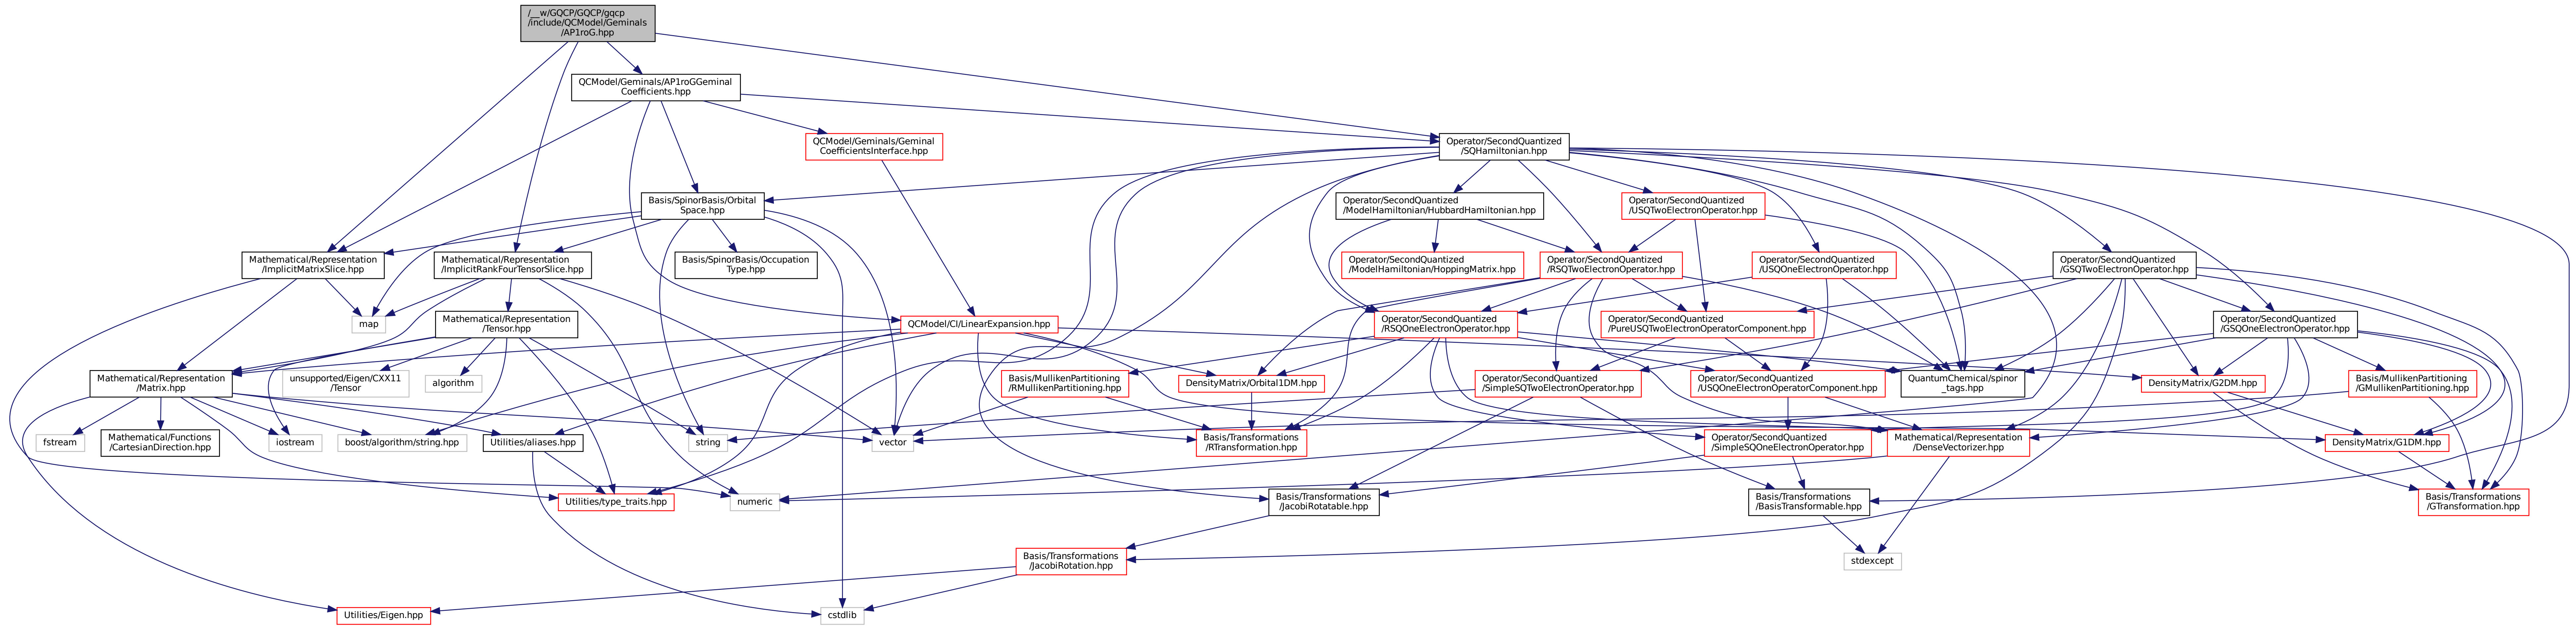 /__w/GQCP/GQCP/gqcp
/include/QCModel/Geminals
/AP1roG.hpp
QCModel/Geminals/AP1roGGeminal
Coefficients.hpp
QCModel/Geminals/Geminal
CoefficientsInterface.hpp
Operator/SecondQuantized
/SQHamiltonian.hpp
Basis/SpinorBasis/Orbital
Space.hpp
Operator/SecondQuantized
/ModelHamiltonian/HubbardHamiltonian.hpp
Operator/SecondQuantized
/USQTwoElectronOperator.hpp
Mathematical/Representation
/ImplicitMatrixSlice.hpp
Mathematical/Representation
/ImplicitRankFourTensorSlice.hpp
Basis/SpinorBasis/Occupation
Type.hpp
Operator/SecondQuantized
/ModelHamiltonian/HoppingMatrix.hpp
Operator/SecondQuantized
/RSQTwoElectronOperator.hpp
Operator/SecondQuantized
/USQOneElectronOperator.hpp
Operator/SecondQuantized
/GSQTwoElectronOperator.hpp
map
Mathematical/Representation
/Tensor.hpp
QCModel/CI/LinearExpansion.hpp
Operator/SecondQuantized
/RSQOneElectronOperator.hpp
Operator/SecondQuantized
/PureUSQTwoElectronOperatorComponent.hpp
Operator/SecondQuantized
/GSQOneElectronOperator.hpp
Mathematical/Representation
/Matrix.hpp
unsupported/Eigen/CXX11
/Tensor
algorithm
Basis/MullikenPartitioning
/RMullikenPartitioning.hpp
DensityMatrix/Orbital1DM.hpp
Operator/SecondQuantized
/SimpleSQTwoElectronOperator.hpp
Operator/SecondQuantized
/USQOneElectronOperatorComponent.hpp
QuantumChemical/spinor
_tags.hpp
DensityMatrix/G2DM.hpp
Basis/MullikenPartitioning
/GMullikenPartitioning.hpp
fstream
Mathematical/Functions
/CartesianDirection.hpp
iostream
boost/algorithm/string.hpp
Utilities/aliases.hpp
string
vector
Basis/Transformations
/RTransformation.hpp
Operator/SecondQuantized
/SimpleSQOneElectronOperator.hpp
Mathematical/Representation
/DenseVectorizer.hpp
DensityMatrix/G1DM.hpp
Utilities/type_traits.hpp
numeric
Basis/Transformations
/JacobiRotatable.hpp
Basis/Transformations
/BasisTransformable.hpp
Basis/Transformations
/GTransformation.hpp
Basis/Transformations
/JacobiRotation.hpp
stdexcept
Utilities/Eigen.hpp
cstdlib